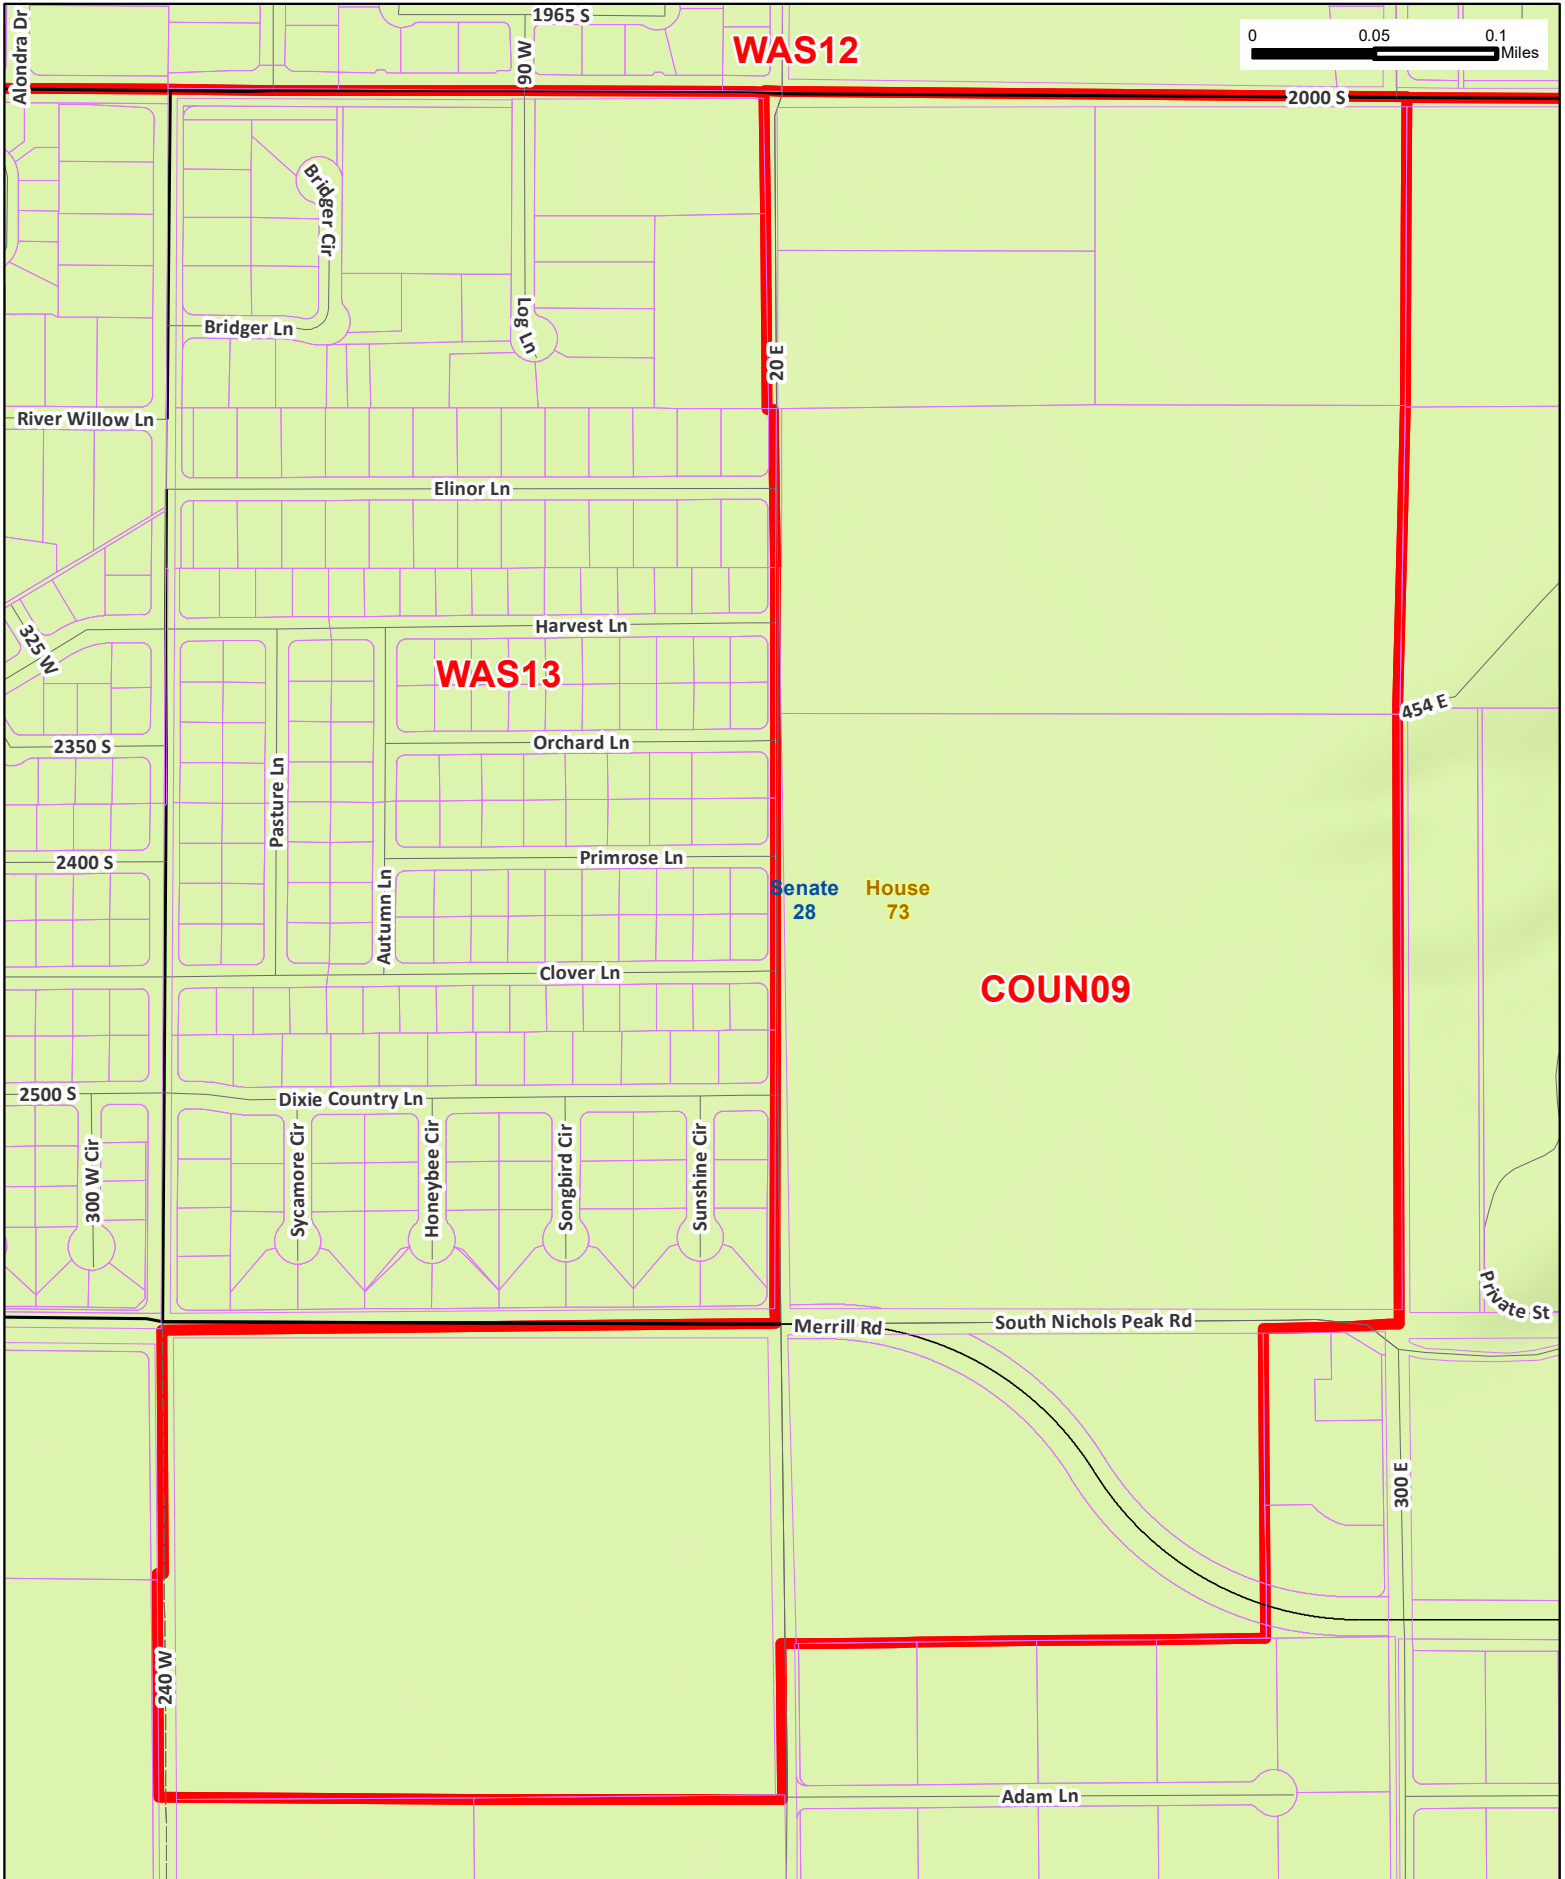 1965 S
Alondra Dr
90 W
WAS12
0 0.05 0.1
Miles
2000 S
Bridger Cir
Bridger Ln
Log Ln
20 E
River Willow Ln
Elinor Ln
Harvest Ln
325 W
WAS13
454 E
2350 S
Orchard Ln
Pasture Ln
2400 S
Primrose Ln
Autumn Ln
Senate
28
House
73
Clover Ln
COUN09
2500 S
Dixie Country Ln
300 W Cir
Sycamore Cir
Honeybee Cir
Songbird Cir
Sunshine Cir
Private St
Merrill Rd
South Nichols Peak Rd
300 E
240 W
Adam Ln